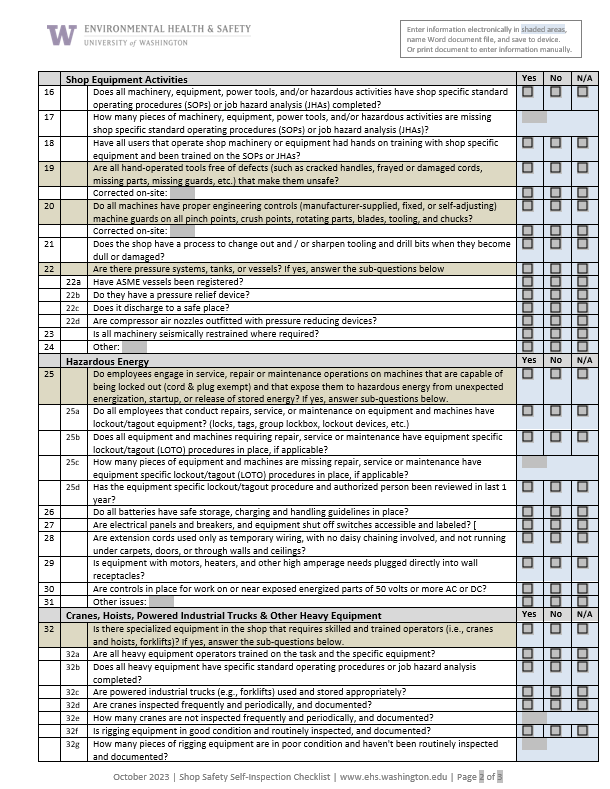 W ENVIRONMENTAL HEALTH & SAFETY
UNIVERSITY of WASHINGTON
Enter information electronically in shaded areas,
name Word document file, and save to device.
Or print document to enter information manually.
Shop Equipment Activities Yes No N/A
16 Does all machinery, equipment, power tools, and/or hazardous activities have shop specific standard
operating procedures (SOPs) or job hazard analysis (JHAs) completed?
17 How many pieces of machinery, equipment, power tools, and/or hazardous activities are missing
shop specific standard operating procedures (SOPs) or job hazard analysis (JHAs)?
18 Have all users that operate shop machinery or equipment had hands on training with shop specific
equipment and been trained on the SOPs or JHAs?
19 Are all hand-operated tools free of defects (such as cracked handles, frayed or damaged cords,
missing parts, missing guards, etc.) that make them unsafe?
Corrected on-site:
20 Do all machines have proper engineering controls (manufacturer-supplied, fixed, or self-adjusting)
machine guards on all pinch points, crush points, rotating parts, blades, tooling, and chucks?
Corrected on-site:
21 Does the shop have a process to change out and / or sharpen tooling and drill bits when they become
dull or damaged?
22 Are there pressure systems, tanks, or vessels? If yes, answer the sub-questions below
22a Have ASME vessels been registered?
22b Do they have a pressure relief device?
22c Does it discharge to a safe place?
22d Are compressor air nozzles outfitted with pressure reducing devices?
23 Is all machinery seismically restrained where required?
24 Other:
Hazardous Energy Yes No N/A
25 Do employees engage in service, repair or maintenance operations on machines that are capable of
being locked out (cord & plug exempt) and that expose them to hazardous energy from unexpected
energization, startup, or release of stored energy? If yes, answer sub-questions below.
25a Do all employees that conduct repairs, service, or maintenance on equipment and machines have
lockout/tagout equipment? (locks, tags, group lockbox, lockout devices, etc.)
25b Does all equipment and machines requiring repair, service or maintenance have equipment specific
lockout/tagout (LOTO) procedures in place, if applicable?
25c How many pieces of equipment and machines are missing repair, service or maintenance have
equipment specific lockout/tagout (LOTO) procedures in place, if applicable?
25d Has the equipment specific lockout/tagout procedure and authorized person been reviewed in last 1
year?
26 Do all batteries have safe storage, charging and handling guidelines in place?
27 Are electrical panels and breakers, and equipment shut off switches accessible and labeled? [
28 Are extension cords used only as temporary wiring, with no daisy chaining involved, and not running
under carpets, doors, or through walls and ceilings?
29 Is equipment with motors, heaters, and other high amperage needs plugged directly into wall
receptacles?
30 Are controls in place for work on or near exposed energized parts of 50 volts or more AC or DC?
31 Other issues:
Cranes, Hoists, Powered Industrial Trucks & Other Heavy Equipment Yes No N/A
32 Is there specialized equipment in the shop that requires skilled and trained operators (i.e., cranes
and hoists, forklifts)? If yes, answer the sub-questions below.
32a Are all heavy equipment operators trained on the task and the specific equipment?
32b Does all heavy equipment have specific standard operating procedures or job hazard analysis
completed?
32c Are powered industrial trucks (e.g., forklifts) used and stored appropriately?
32d Are cranes inspected frequently and periodically, and documented?
32e How many cranes are not inspected frequently and periodically, and documented?
32f Is rigging equipment in good condition and routinely inspected, and documented?
32g How many pieces of rigging equipment are in poor condition and haven't been routinely inspected
and documented?
October 2023 | Shop Safety Self-Inspection Checklist | www.ehs.washington.edu | Page 2 of 3